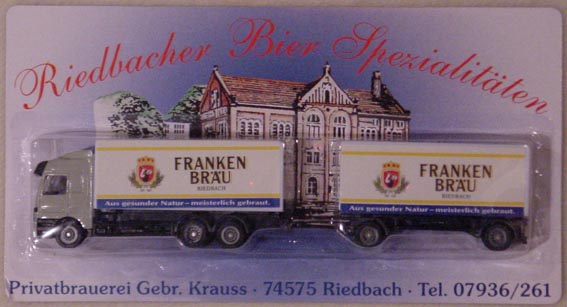 Riedbacher Bier Spezialitäten
FRANKEN
BRÄU
RIEDBACH
Aus gesunder Natur – meisterlich gebraut.
FRANKEN
BRÄU
RIEDBACH
Aus gesunder Natur – meisterlich gebraut.
Privatbrauerei Gebr. Krauss · 74575 Riedbach · Tel. 07936/261